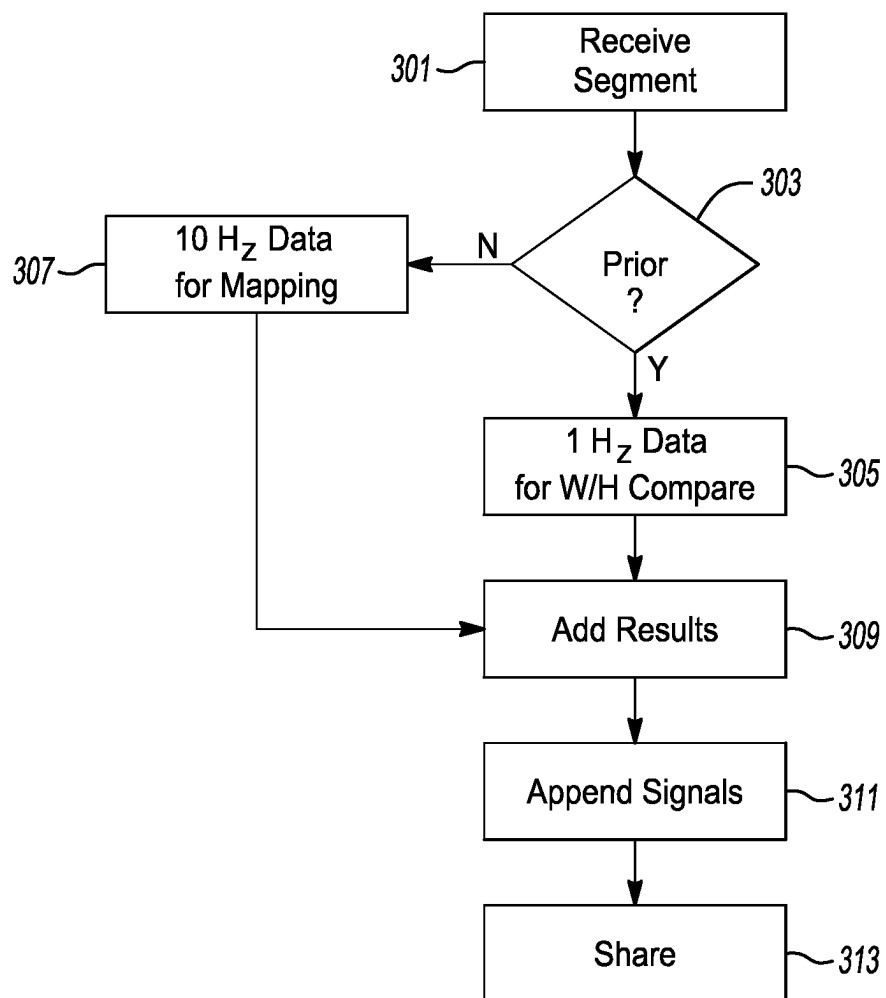 301
Receive
Segment
303
Prior
?
N
307
10 Hz Data
for Mapping
Y
1 Hz Data
for W/H Compare
305
Add Results
309
Append Signals
311
Share
313